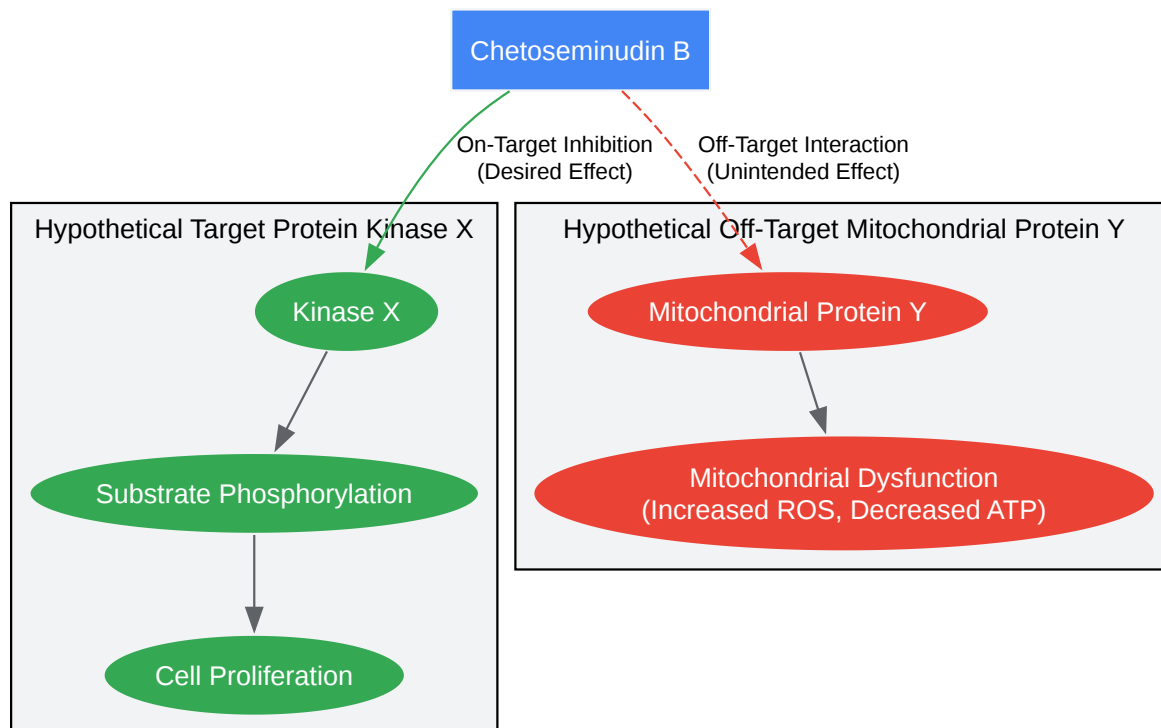 Chetoseminudin B
On-Target Inhibition
(Desired Effect)
Off-Target Interaction
(Unintended Effect)
Hypothetical Target Protein Kinase X
Kinase X
Substrate Phosphorylation
Cell Proliferation
Hypothetical Off-Target Mitochondrial Protein Y
Mitochondrial Protein Y
Mitochondrial Dysfunction
(Increased ROS, Decreased ATP)